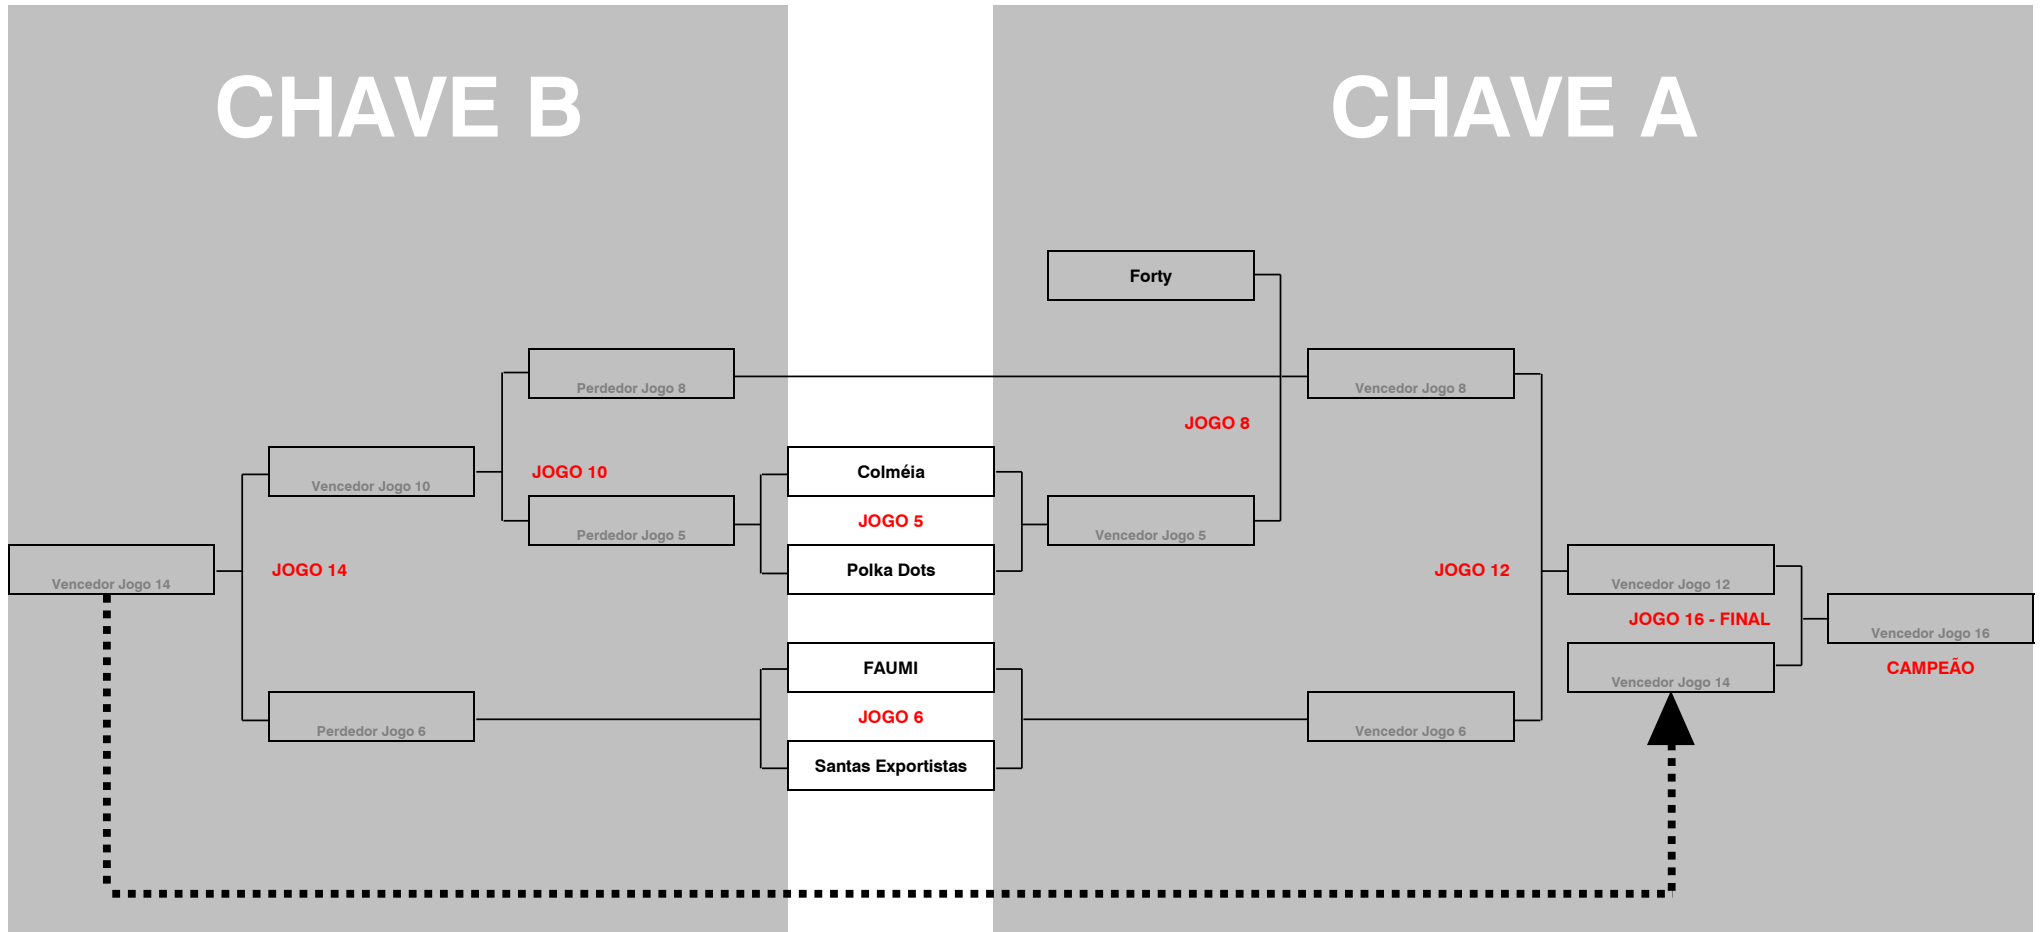 CHAVE B
CHAVE A
Forty
Perdedor Jogo 8
Vencedor Jogo 8
JOGO 8
Vencedor Jogo 10
JOGO 10
Colméia
Perdedor Jogo 5
JOGO 5
Vencedor Jogo 5
Vencedor Jogo 14
JOGO 14
Polka Dots
JOGO 12
Vencedor Jogo 12
JOGO 16 - FINAL
Vencedor Jogo 16
FAUMI
Vencedor Jogo 14
CAMPEÃO
Perdedor Jogo 6
JOGO 6
Vencedor Jogo 6
Santas Exportistas